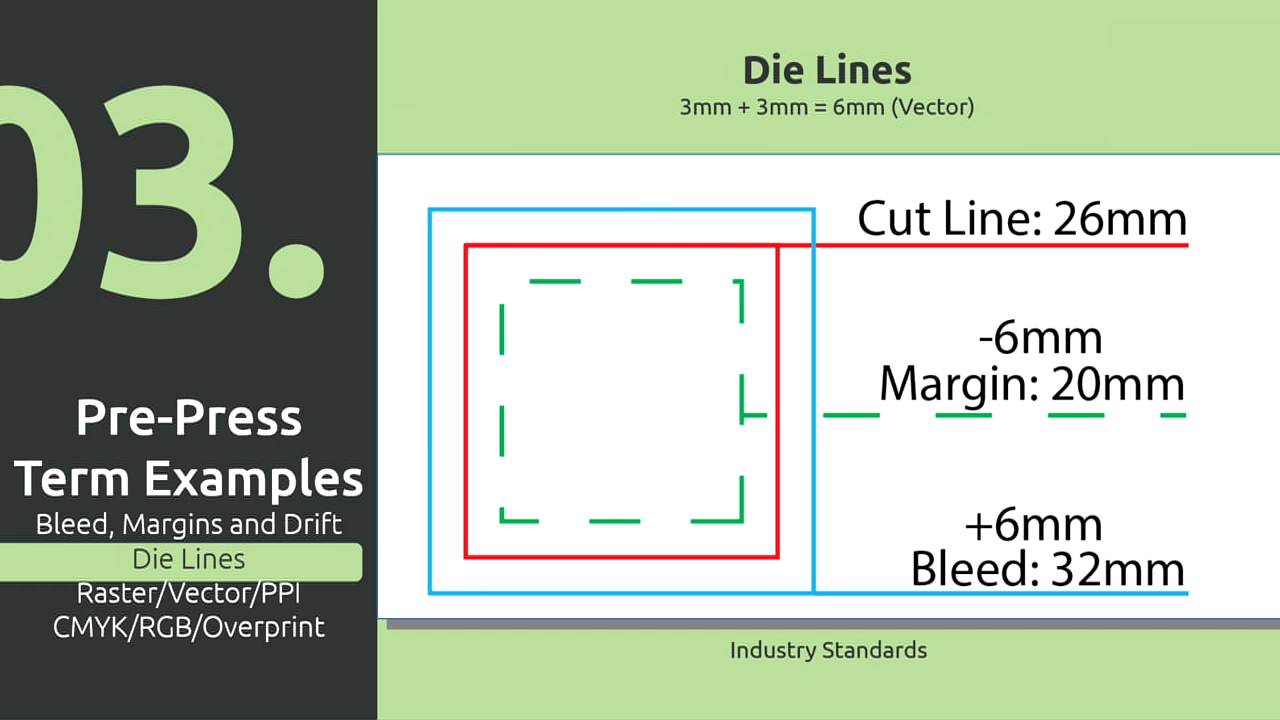 03.
Pre-Press
Term Examples
Bleed, Margins and Drift
Die Lines
Raster/Vector/PPI
CMYK/RGB/Overprint
Die Lines
3mm + 3mm = 6mm (Vector)
Cut Line: 26mm
-6mm
Margin: 20mm
+6mm
Bleed: 32mm
Industry Standards